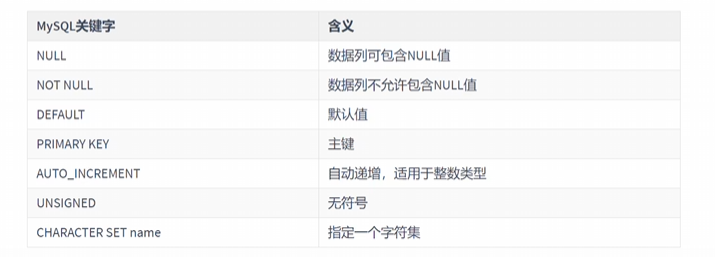 MySQL关键字 含义
NULL 数据列可包含NULL值
NOT NULL 数据列不允许包含NULL值
DEFAULT 默认值
PRIMARY KEY 主键
AUTO_INCREMENT 自动递增，适用于整数类型
UNSIGNED 无符号
CHARACTER SET name 指定一个字符集